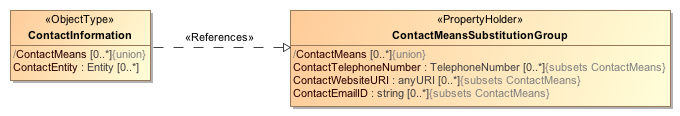 «ObjectType»
ContactInformation
/ContactMeans [0..*]{union}
ContactEntity : Entity [0..*]
«References»
«PropertyHolder»
ContactMeansSubstitutionGroup
/ContactMeans [0..*]{union}
ContactTelephoneNumber : TelephoneNumber [0..*]{subsets ContactMeans}
ContactWebsiteURI : anyURI [0..*]{subsets ContactMeans}
ContactEmailID : string [0..*]{subsets ContactMeans}